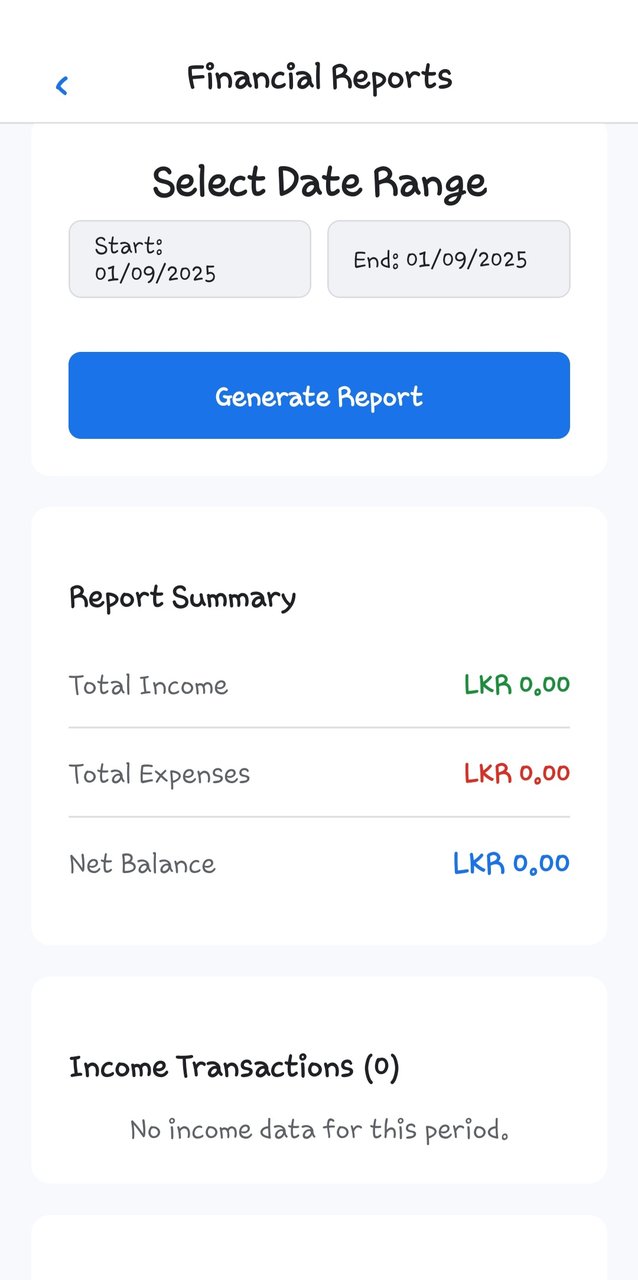 Financial Reports
Select Date Range
Start:
01/09/2025
End: 01/09/2025
Generate Report
Report Summary
Total Income LKR 0.00
Total Expenses LKR 0.00
Net Balance LKR 0.00
Income Transactions (0)
No income data for this period.